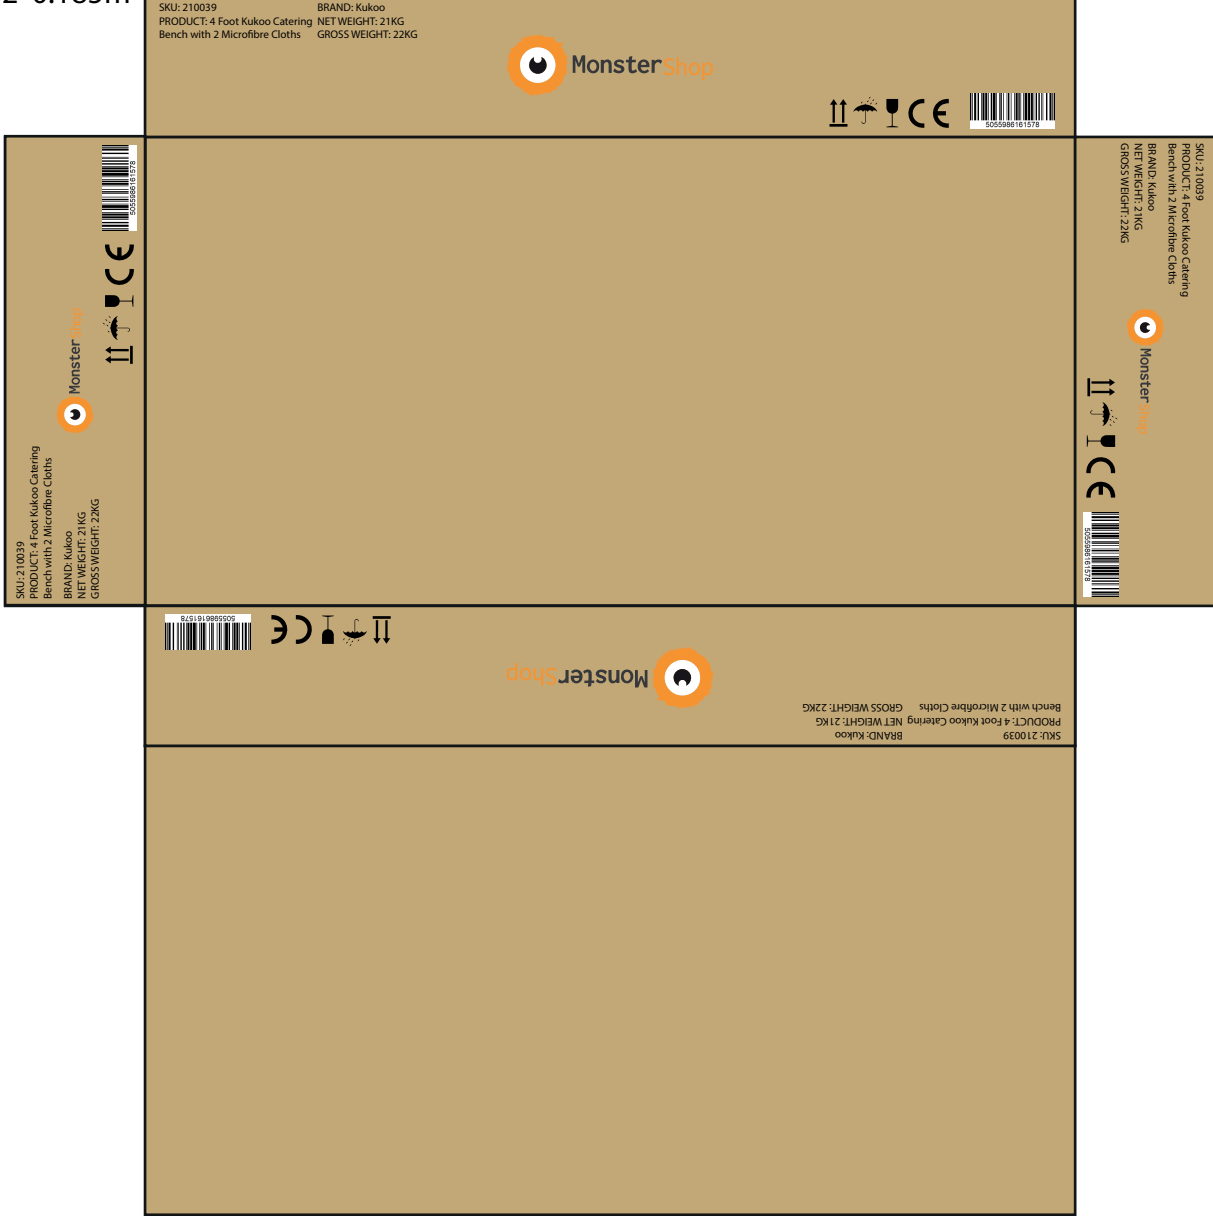 SKU: 210039
PRODUCT: 4 Foot Kukoo Catering
Bench with 2 Microfibre Cloths
BRAND: Kukoo
NET WEIGHT: 21KG
GROSS WEIGHT: 22KG
MonsterShop
CE
5055986161578
5055986161578
CE
MonsterShop
SKU: 210039
PRODUCT: 4 Foot Kukoo Catering
Bench with 2 Microfibre Cloths
BRAND: Kukoo
NET WEIGHT: 21KG
GROSS WEIGHT: 22KG
SKU: 210039
PRODUCT: 4 Foot Kukoo Catering
Bench with 2 Microfibre Cloths
BRAND: Kukoo
NET WEIGHT: 21KG
GROSS WEIGHT: 22KG
MonsterShop
CE
5055986161578
SKU: 210039
PRODUCT: 4 Foot Kukoo Catering
Bench with 2 Microfibre Cloths
BRAND: Kukoo
NET WEIGHT: 21KG
GROSS WEIGHT: 22KG
MonsterShop
CE
5055986161578